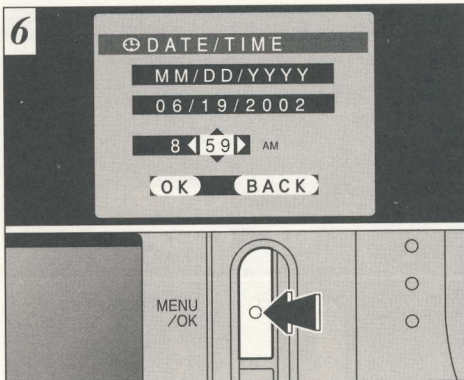 6
DATE/TIME
MM/DD/YYYY
06/19/2002
8 59 AM
OK BACK
MENU
/OK